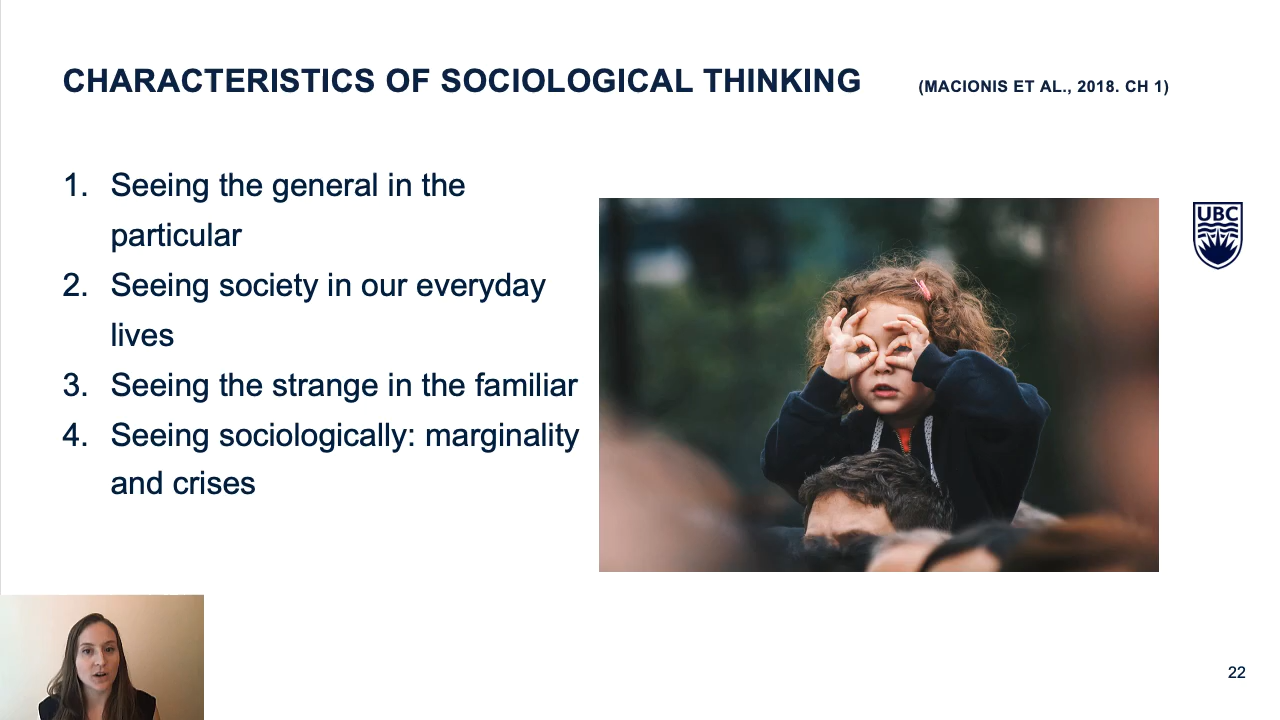 CHARACTERISTICS OF SOCIOLOGICAL THINKING (MACIONIS ET AL., 2018. CH 1)
1. Seeing the general in the
particular
2. Seeing society in our everyday
lives
3. Seeing the strange in the familiar
4. Seeing sociologically: marginality
and crises
UBC
22